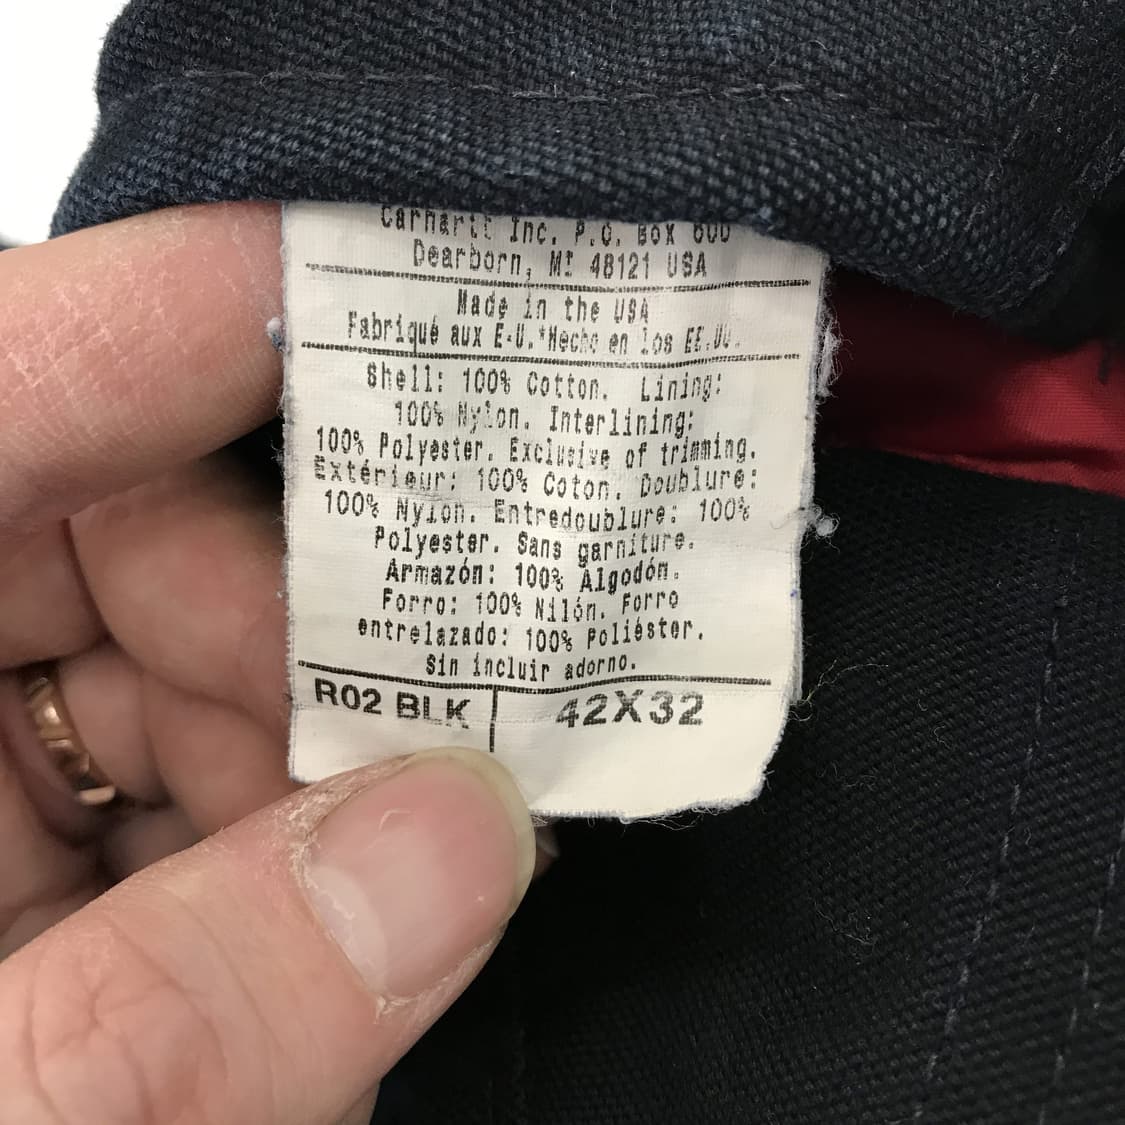 Carhartt Inc. P.O. Box 600
Dearborn, MI 48121 USA
Made in the USA
Fabriqué aux E-U.*Hecho en los EE.UU.
Shell: 100% Cotton. Lining:
100% Nylon. Interlining:
100% Polyester. Exclusive of trimming.
Extérieur: 100% Coton. Doublure:
100% Nylon. Entredoublure: 100%
Polyester. Sans garniture.
Armazón: 100% Algodón.
Forro: 100% Nilón. Forro
entrelazado: 100% Poliéster.
Sin incluir adorno.
R02 BLK 42X32